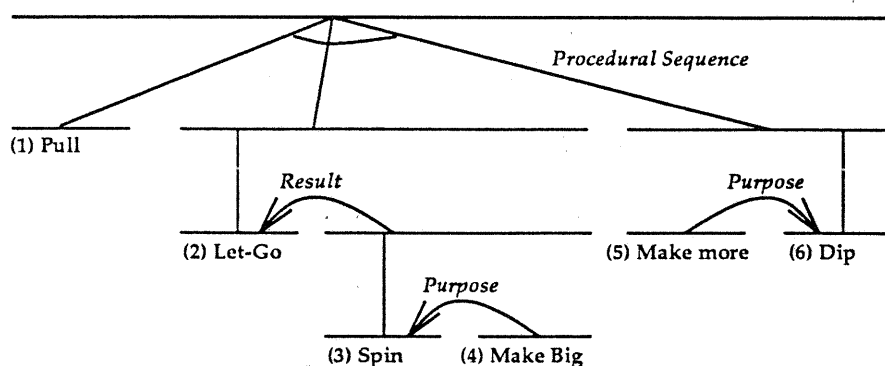 Procedural Sequence
(1) Pull
Result
Purpose
(2) Let-Go
(5) Make more
(6) Dip
Purpose
(3) Spin
(4) Make Big